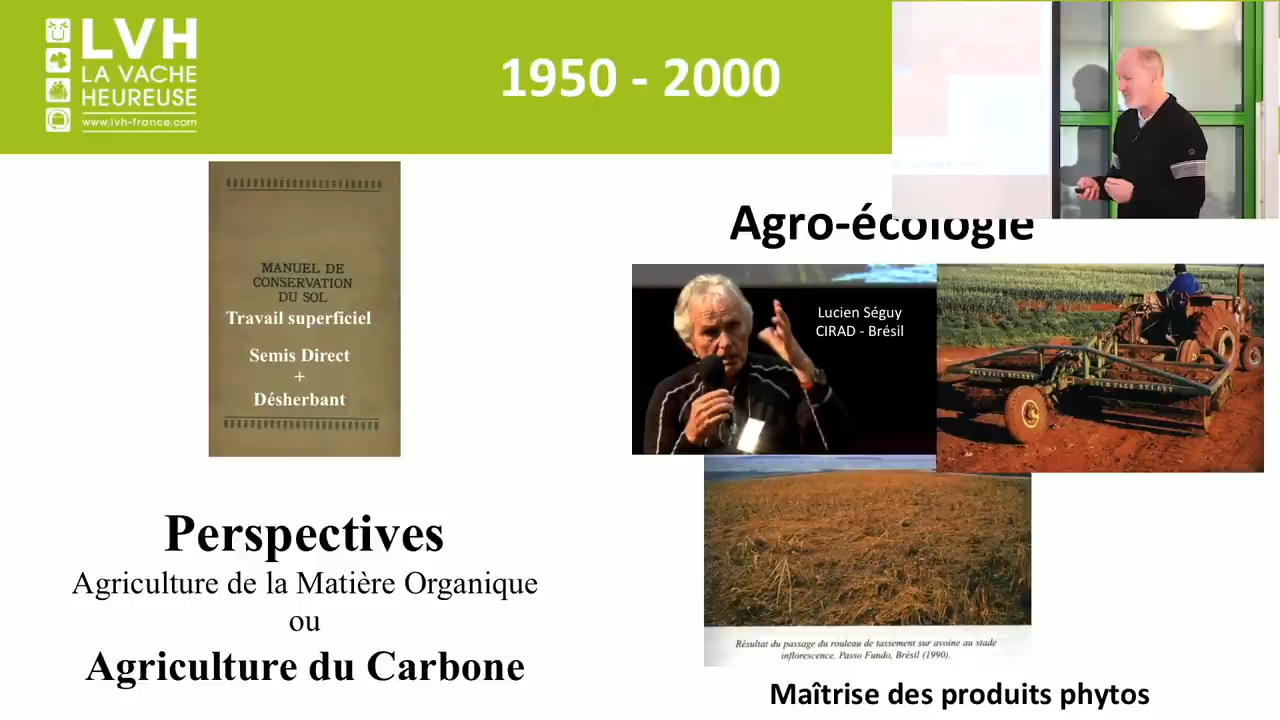 LVH
LA VACHE
HEUREUSE
www.lvh-france.com
1950 - 2000
MANUEL DE
CONSERVATION
DU SOL
Travail superficiel
Semis Direct
+
Désherbant
Perspectives
Agriculture de la Matière Organique
ou
Agriculture du Carbone
Agro-écologie
Lucien Séguy
CIRAD - Brésil
Résultat du passage du rouleau de tassement sur avoine au stade
inflorescence. Passo Fundo, Brésil (1990).
Maîtrise des produits phytos